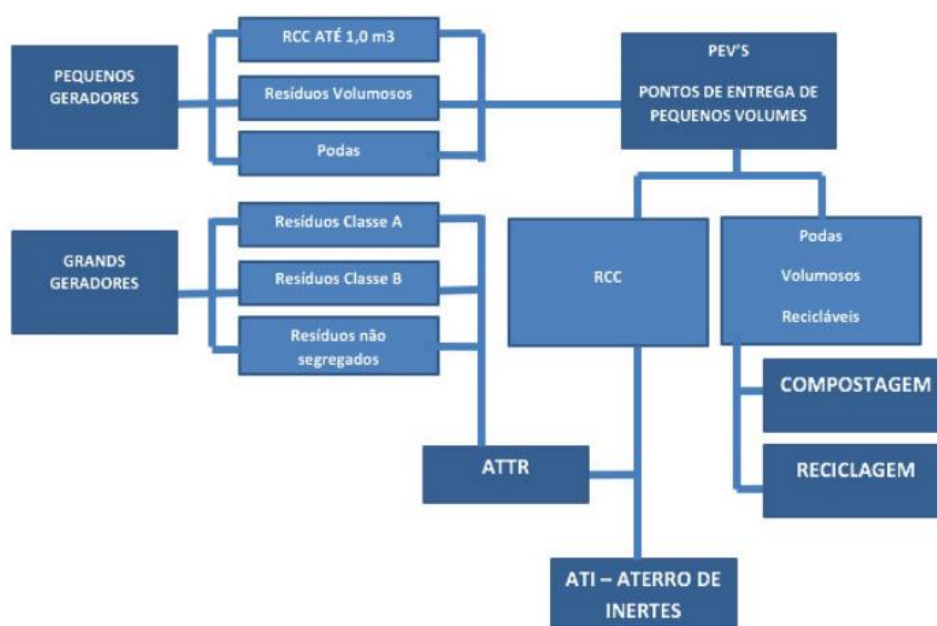 PEQUENOS
GERADORES
RCC ATÉ 1,0 m3
Resíduos Volumosos
Podas
PEV'S
PONTOS DE ENTREGA DE
PEQUENOS VOLUMES
GRANDS
GERADORES
Resíduos Classe A
Resíduos Classe B
Resíduos não
segregados
RCC
Podas
Volumosos
Recicláveis
COMPOSTAGEM
RECICLAGEM
ATTR
ATI – ATERRO DE
INERTES